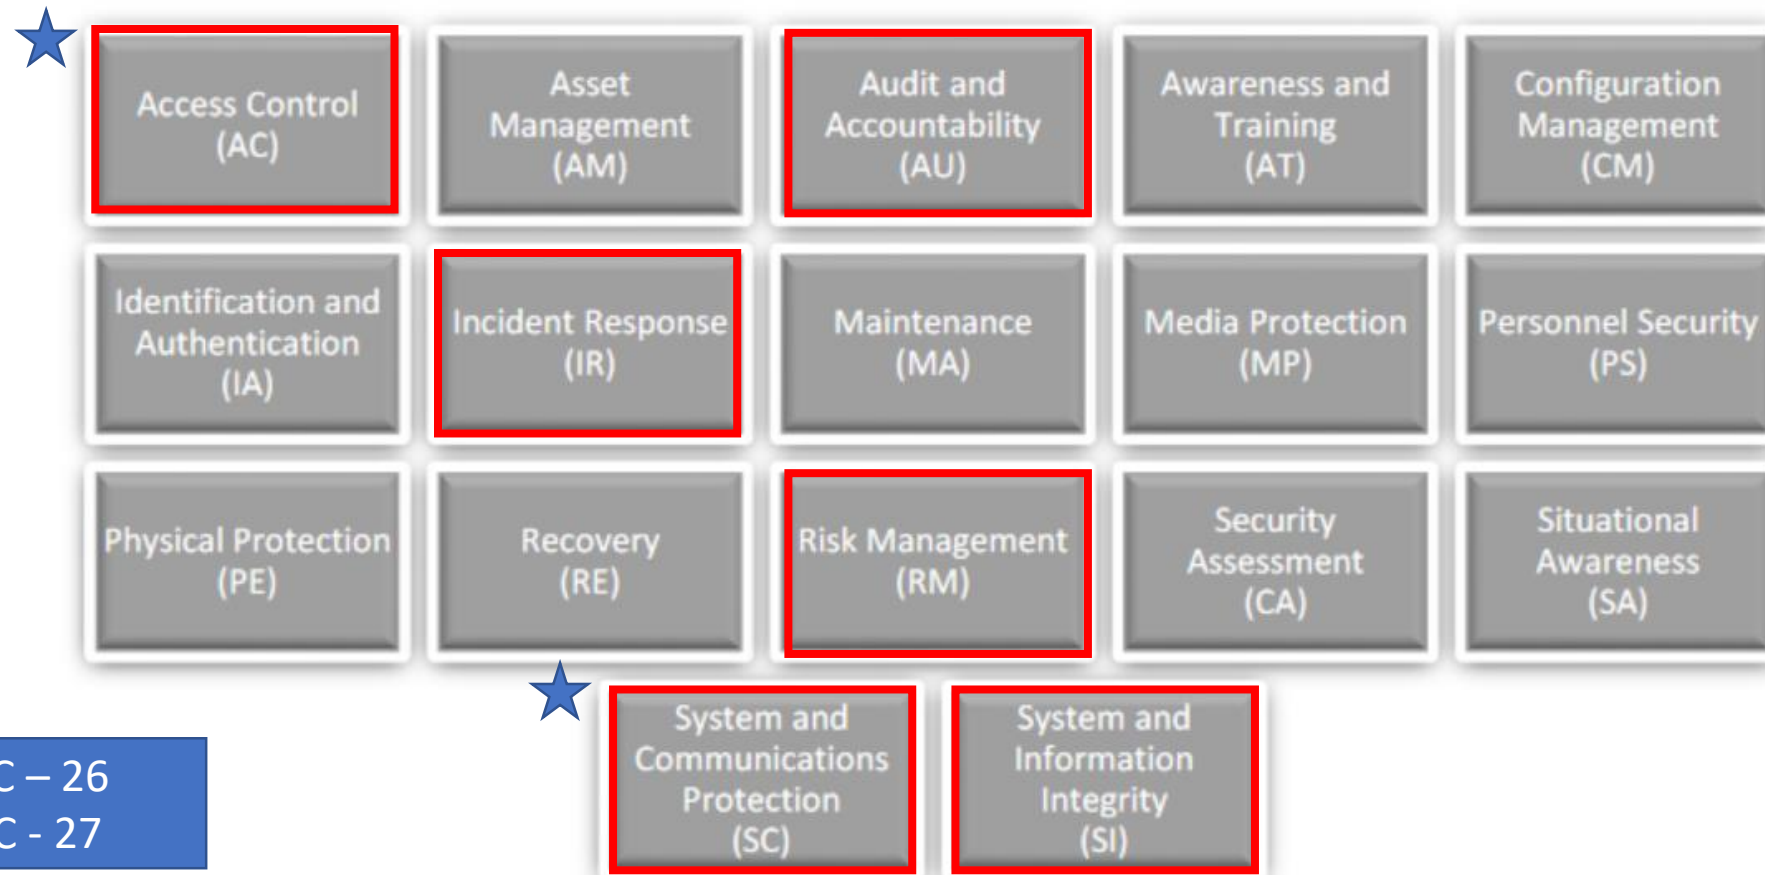 Access Control
(AC)
Asset
Management
(AM)
Audit and
Accountability
(AU)
Awareness and
Training
(AT)
Configuration
Management
(CM)
Identification and
Authentication
(IA)
Incident Response
(IR)
Maintenance
(MA)
Media Protection
(MP)
Personnel Security
(PS)
Physical Protection
(PE)
Recovery
(RE)
Risk Management
(RM)
Security
Assessment
(CA)
Situational
Awareness
(SA)
System and
Communications
Protection
(SC)
System and
Information
Integrity
(SI)
C – 26
C - 27